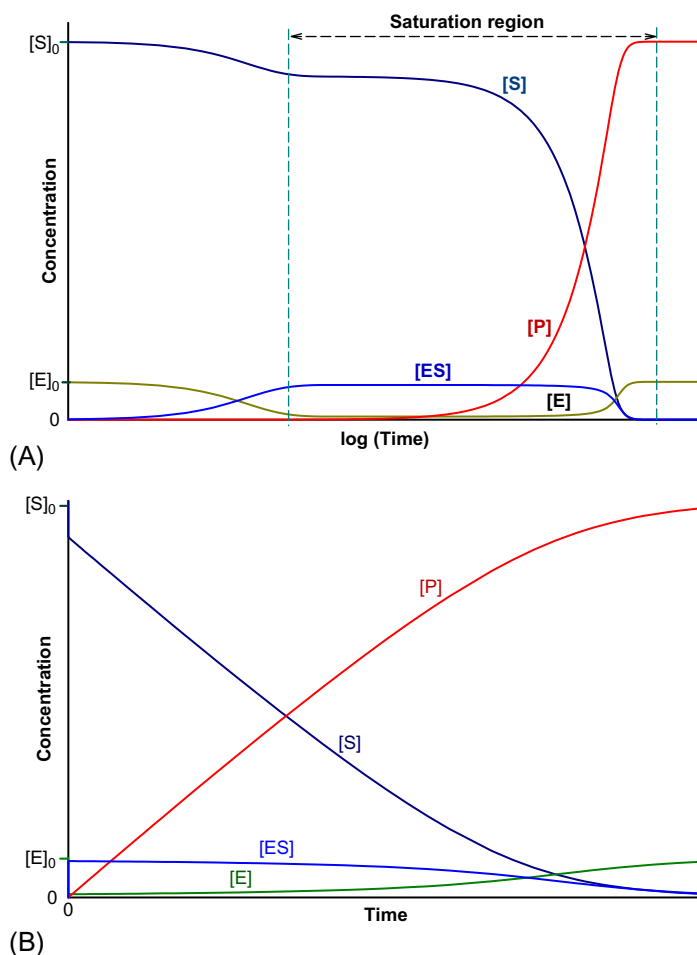 Saturation region
[S]0
[S]
Concentration
[P]
[E]0
[ES]
[E]
0
log (Time)
(A)
[S]0
[P]
Concentration
[S]
[E]0
[ES]
[E]
0
0
Time
(B)